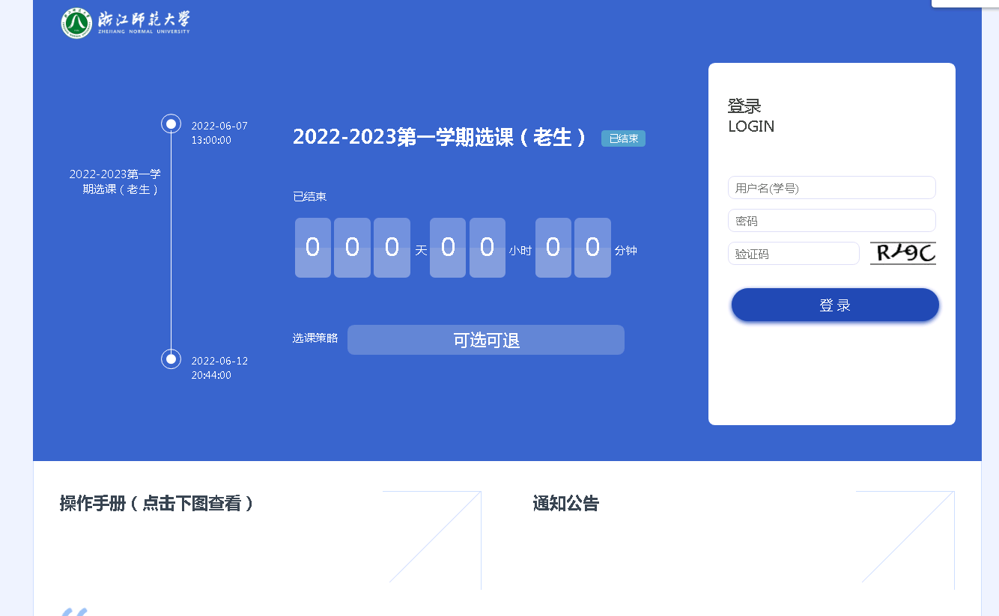 浙江師范大学
ZHEJIANG NORMAL UNIVERSITY
2022-06-07
13:00:00
2022-2023第一学
期选课（老生）
2022-06-12
20:44:00
2022-2023第一学期选课（老生） 已结束
已结束
0 0 0 天 0 0 小时 0 0 分钟
选课策略 可选可退
登录
LOGIN
用户名(学号)
密码
验证码
登 录
操作手册（点击下图查看）
通知公告